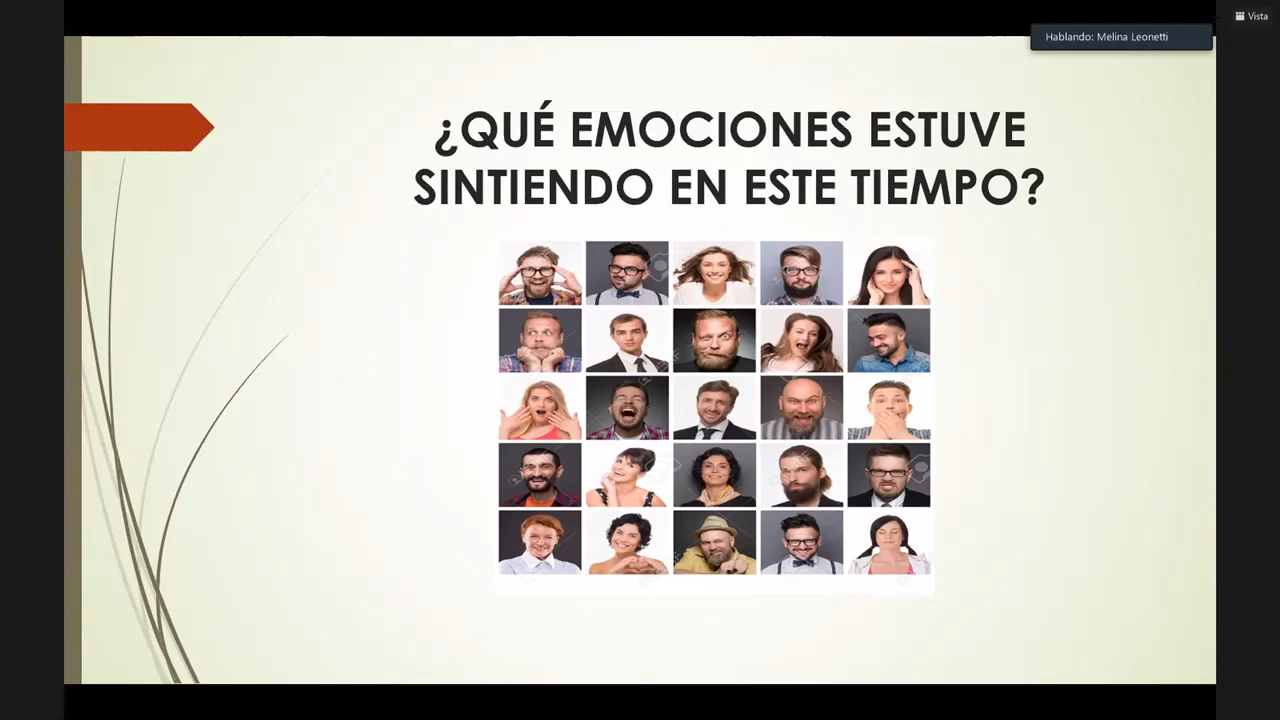 Vista
Hablando: Melina Leonetti
¿QUÉ EMOCIONES ESTUVE
SINTIENDO EN ESTE TIEMPO?